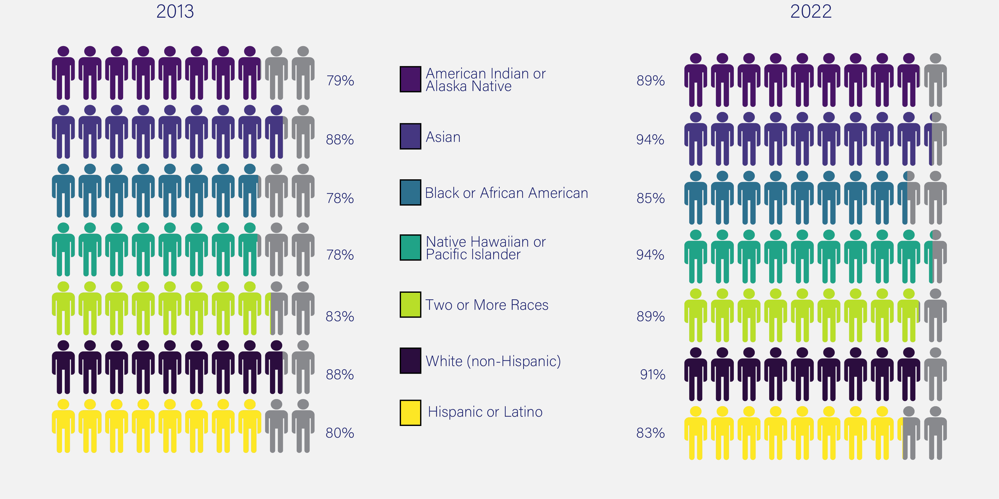 2013
2022
79%
American Indian or
Alaska Native
89%
88%
Asian
94%
78%
Black or African American
85%
78%
Native Hawaiian or
Pacific Islander
94%
83%
Two or More Races
89%
88%
White (non-Hispanic)
91%
80%
Hispanic or Latino
83%